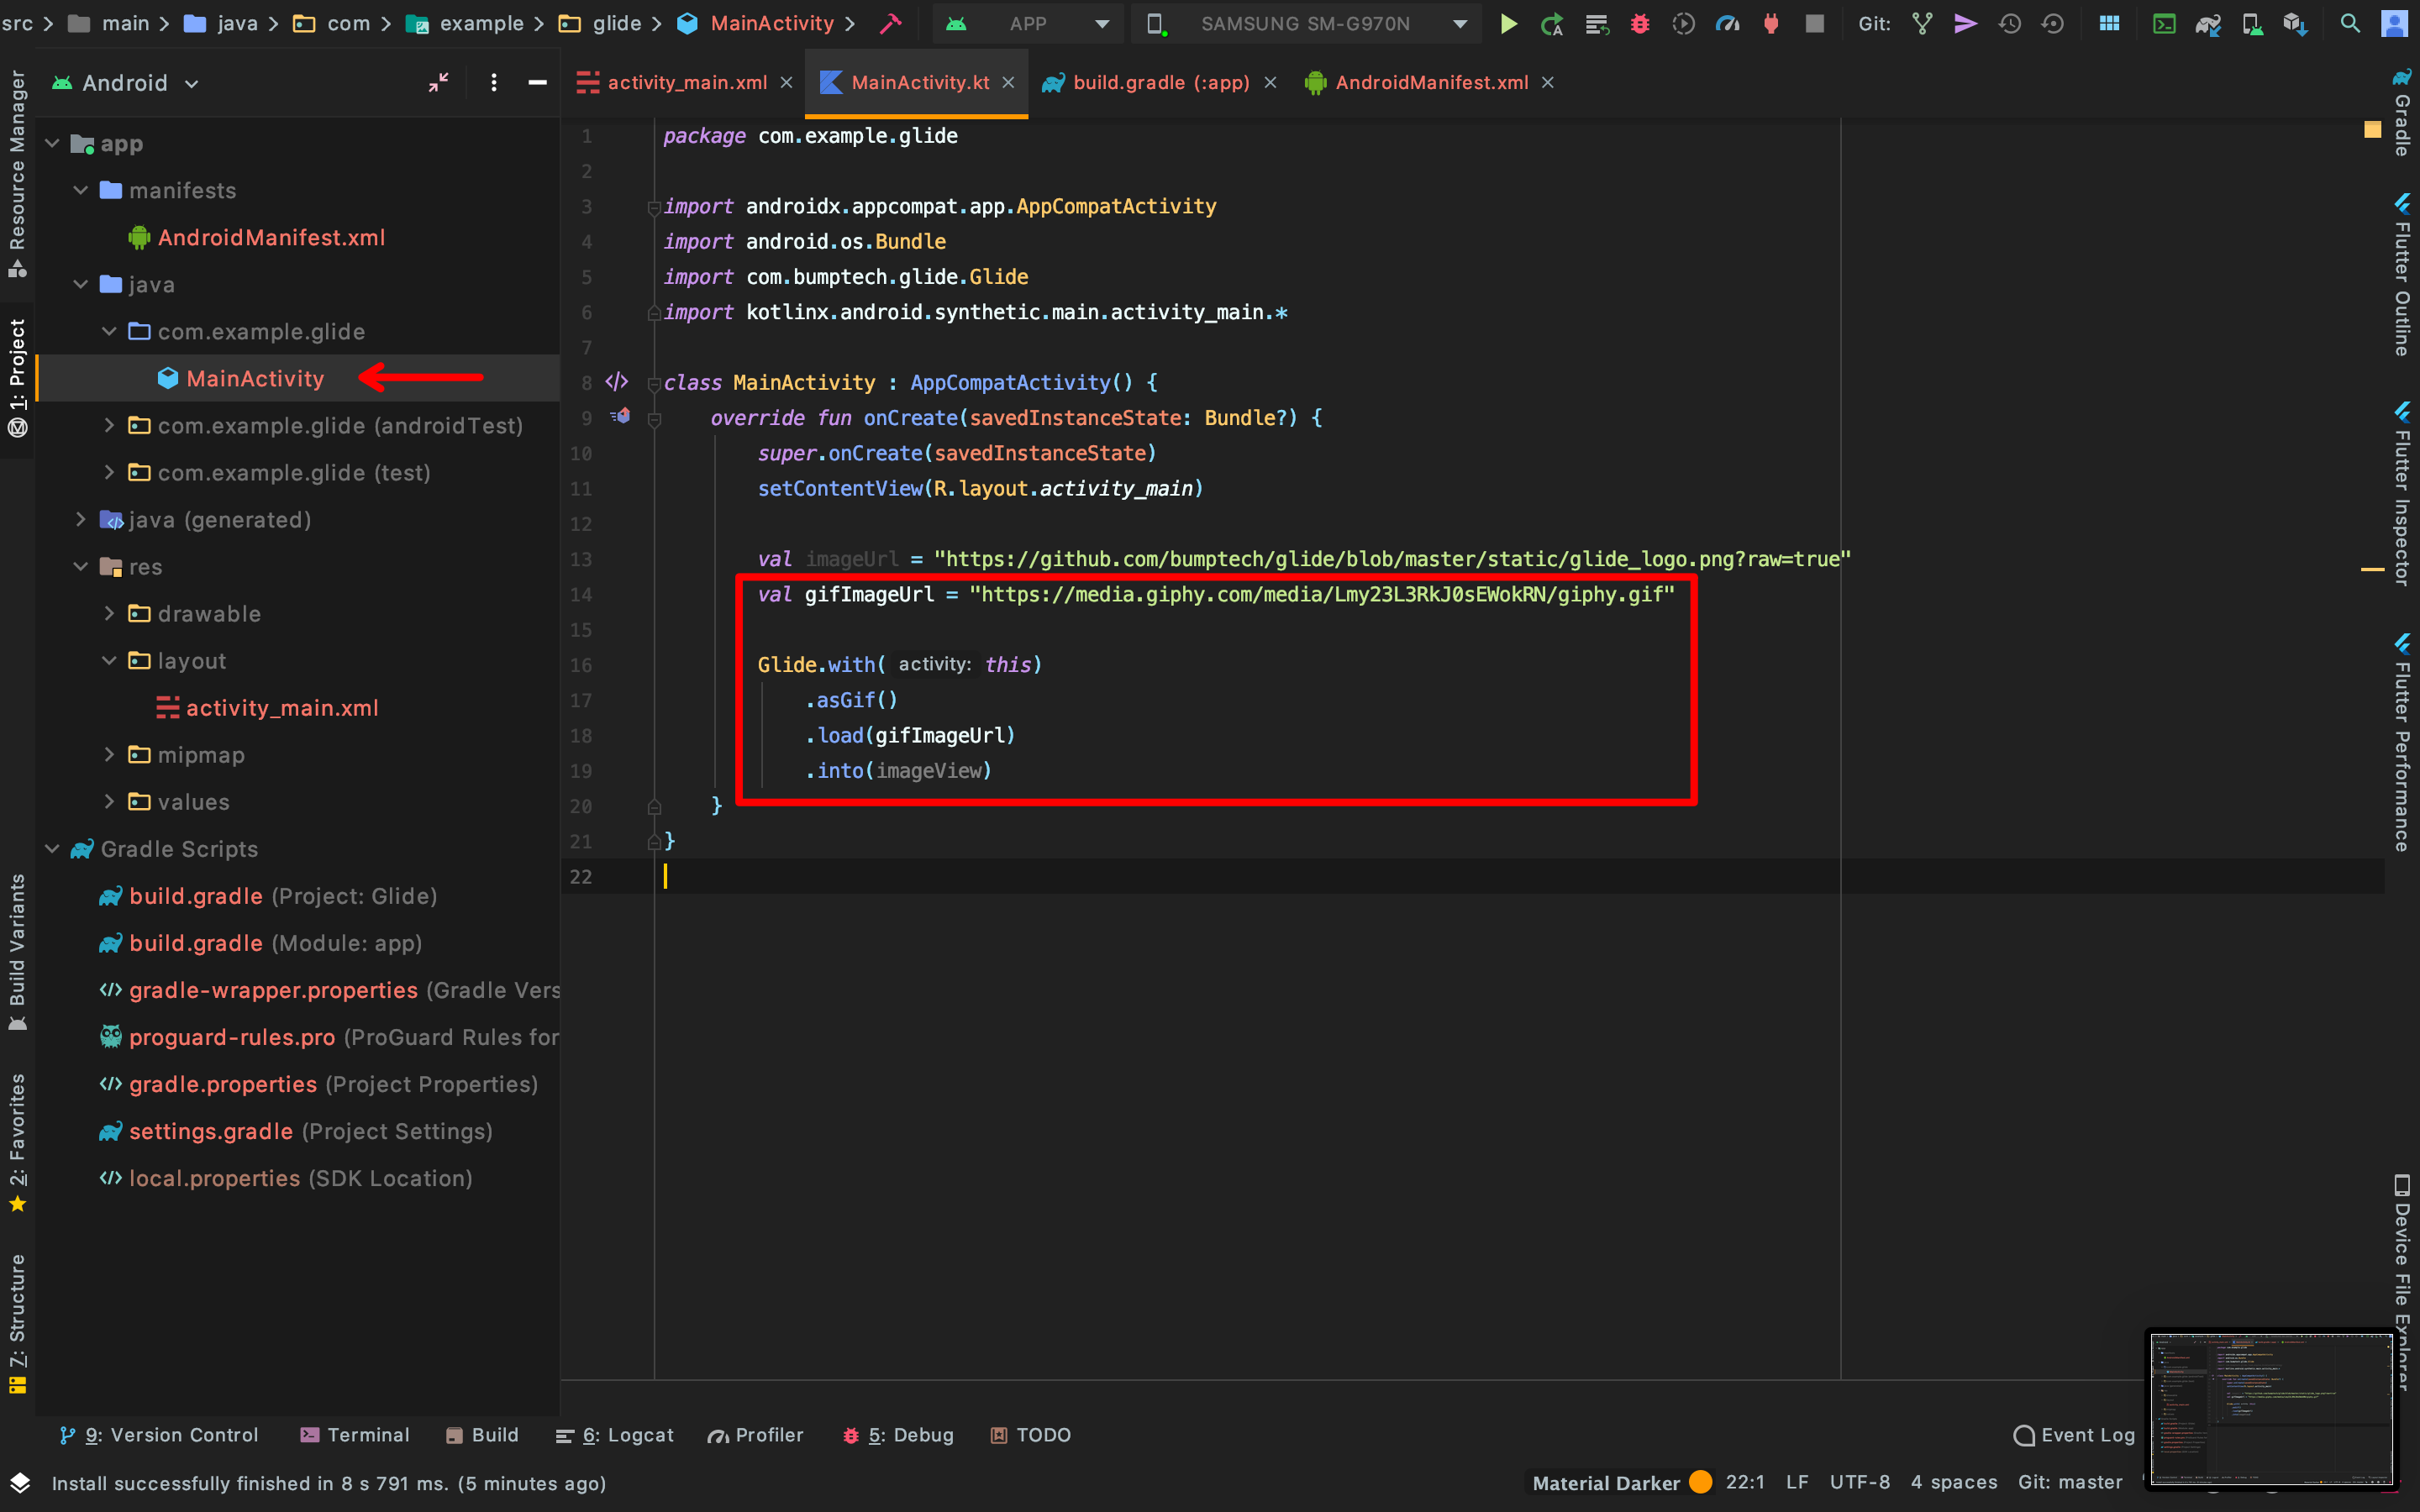 src > main > java > com > example > glide > MainActivity >
APP
SAMSUNG SM-G970N
Git:
Resource Manager
1: Project
Build Variants
2: Favorites
7: Structure
Android
app
manifests
AndroidManifest.xml
java
com.example.glide
MainActivity
com.example.glide (androidTest)
com.example.glide (test)
java (generated)
res
drawable
layout
activity_main.xml
mipmap
values
Gradle Scripts
build.gradle (Project: Glide)
build.gradle (Module: app)
gradle-wrapper.properties (Gradle Vers
proguard-rules.pro (ProGuard Rules for
gradle.properties (Project Properties)
settings.gradle (Project Settings)
local.properties (SDK Location)
activity_main.xml
MainActivity.kt
build.gradle (:app)
AndroidManifest.xml
1 package com.example.glide
2
3 import androidx.appcompat.app.AppCompatActivity
4 import android.os.Bundle
5 import com.bumptech.glide.Glide
6 import kotlinx.android.synthetic.main.activity_main.*
7
8 class MainActivity : AppCompatActivity() {
9 override fun onCreate(savedInstanceState: Bundle?) {
10 super.onCreate(savedInstanceState)
11 setContentView(R.layout.activity_main)
12
13 val imageUrl = "https://github.com/bumptech/glide/blob/master/static/glide_logo.png?raw=true"
14 val gifImageUrl = "https://media.giphy.com/media/Lmy23L3RkJ0sEWokRN/giphy.gif"
15
16 Glide.with( activity: this)
17 .asGif()
18 .load(gifImageUrl)
19 .into(imageView)
20 }
21 }
22
Gradle
Flutter Outline
Flutter Inspector
Flutter Performance
Device File Explorer
9: Version Control
Terminal
Build
6: Logcat
Profiler
5: Debug
TODO
Event Log
Install successfully finished in 8 s 791 ms. (5 minutes ago)
Material Darker
22:1
LF
UTF-8
4 spaces
Git: master